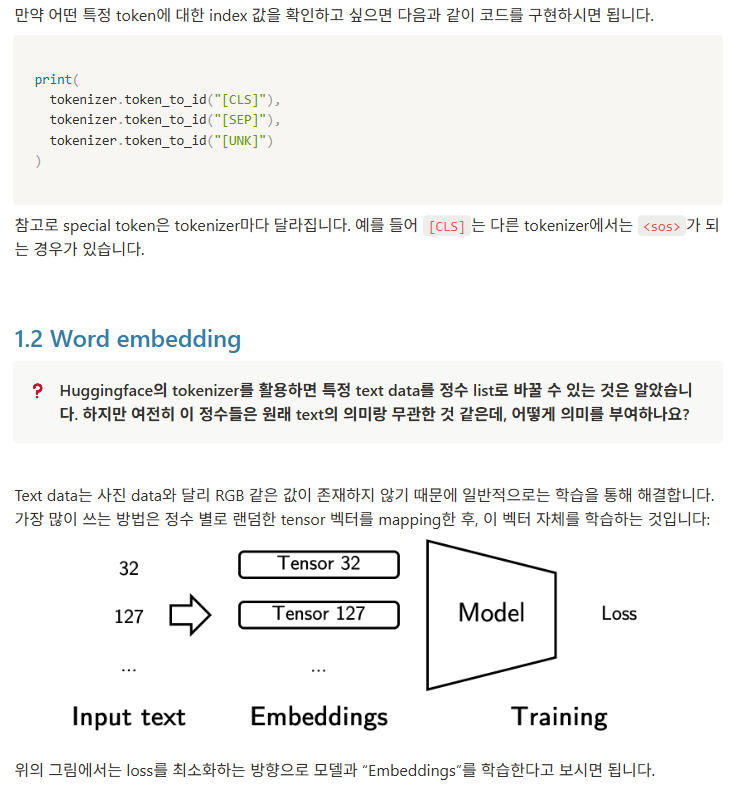 만약 어떤 특정 token에 대한 index 값을 확인하고 싶으면 다음과 같이 코드를 구현하시면 됩니다.
print(
  tokenizer.token_to_id("[CLS]"),
  tokenizer.token_to_id("[SEP]"),
  tokenizer.token_to_id("[UNK]")
)
참고로 special token은 tokenizer마다 달라집니다. 예를 들어 [CLS] 는 다른 tokenizer에서는 <sos> 가 되
는 경우가 있습니다.
1.2 Word embedding
❓ Huggingface의 tokenizer를 활용하면 특정 text data를 정수 list로 바꿀 수 있는 것은 알았습니
다. 하지만 여전히 이 정수들은 원래 text의 의미랑 무관한 것 같은데, 어떻게 의미를 부여하나요?
Text data는 사진 data와 달리 RGB 같은 값이 존재하지 않기 때문에 일반적으로는 학습을 통해 해결합니다.
가장 많이 쓰는 방법은 정수 별로 랜덤한 tensor 벡터를 mapping한 후, 이 벡터 자체를 학습하는 것입니다:
32 Tensor 32
127 Tensor 127 Model Loss
... ...
Input text Embeddings Training
위의 그림에서는 loss를 최소화하는 방향으로 모델과 “Embeddings”를 학습한다고 보시면 됩니다.